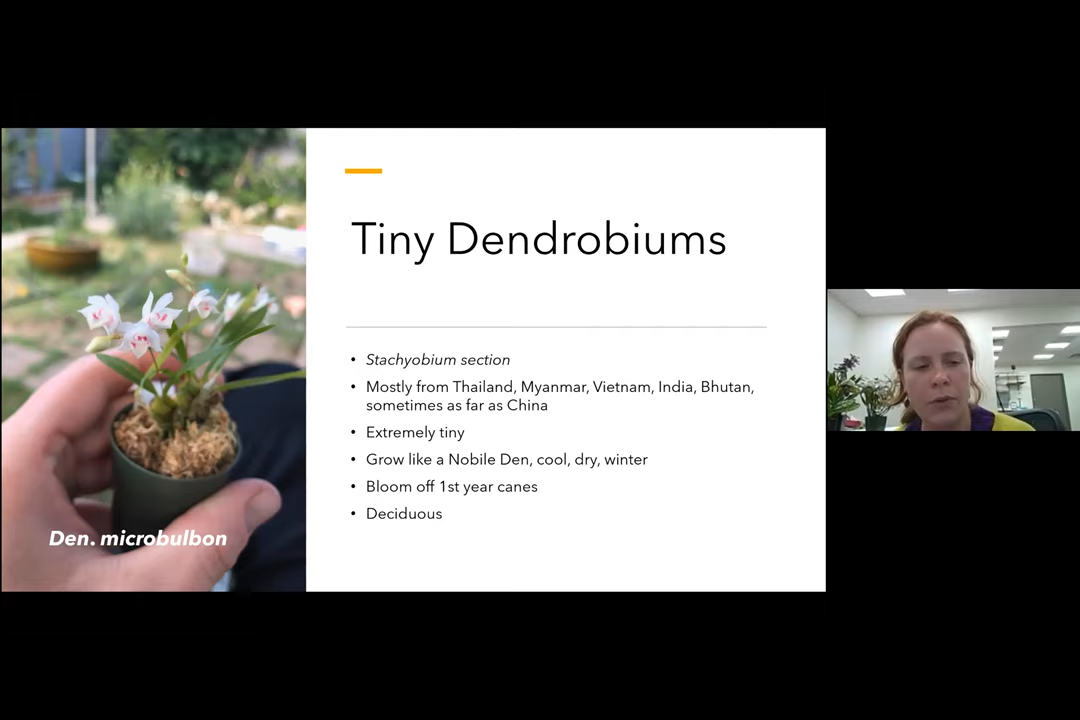 Tiny Dendrobiums
• Stachyobium section
• Mostly from Thailand, Myanmar, Vietnam, India, Bhutan,
sometimes as far as China
• Extremely tiny
• Grow like a Nobile Den, cool, dry, winter
• Bloom off 1st year canes
• Deciduous
Den. microbulbon